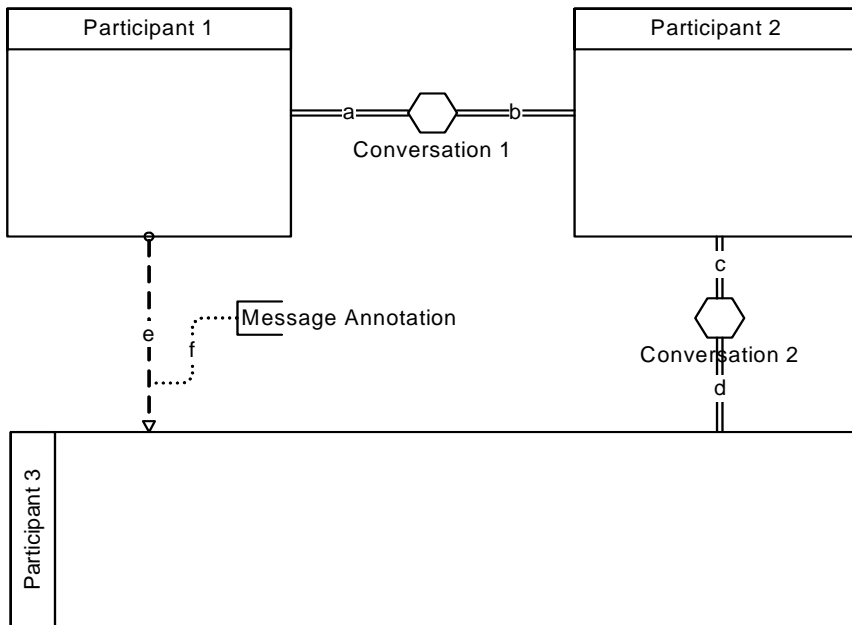 Participant 1
Participant 2
a
b
Conversation 1
c
Message Annotation
e
f
Conversation 2
d
Participant 3